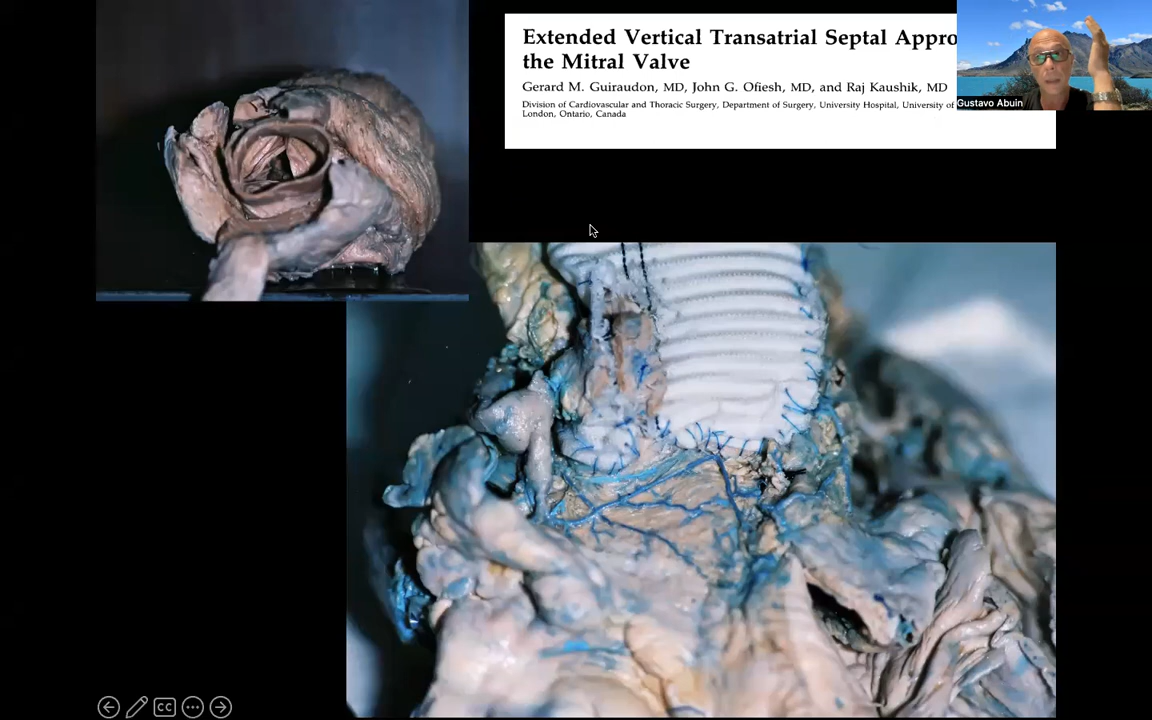 Extended Vertical Transatrial Septal Appro
the Mitral Valve
Gerard M. Guiraudon, MD, John G. Ofiesh, MD, and Raj Kaushik, MD
Division of Cardiovascular and Thoracic Surgery, Department of Surgery, University Hospital, University of
London, Ontario, Canada
Gustavo Abuin
CC